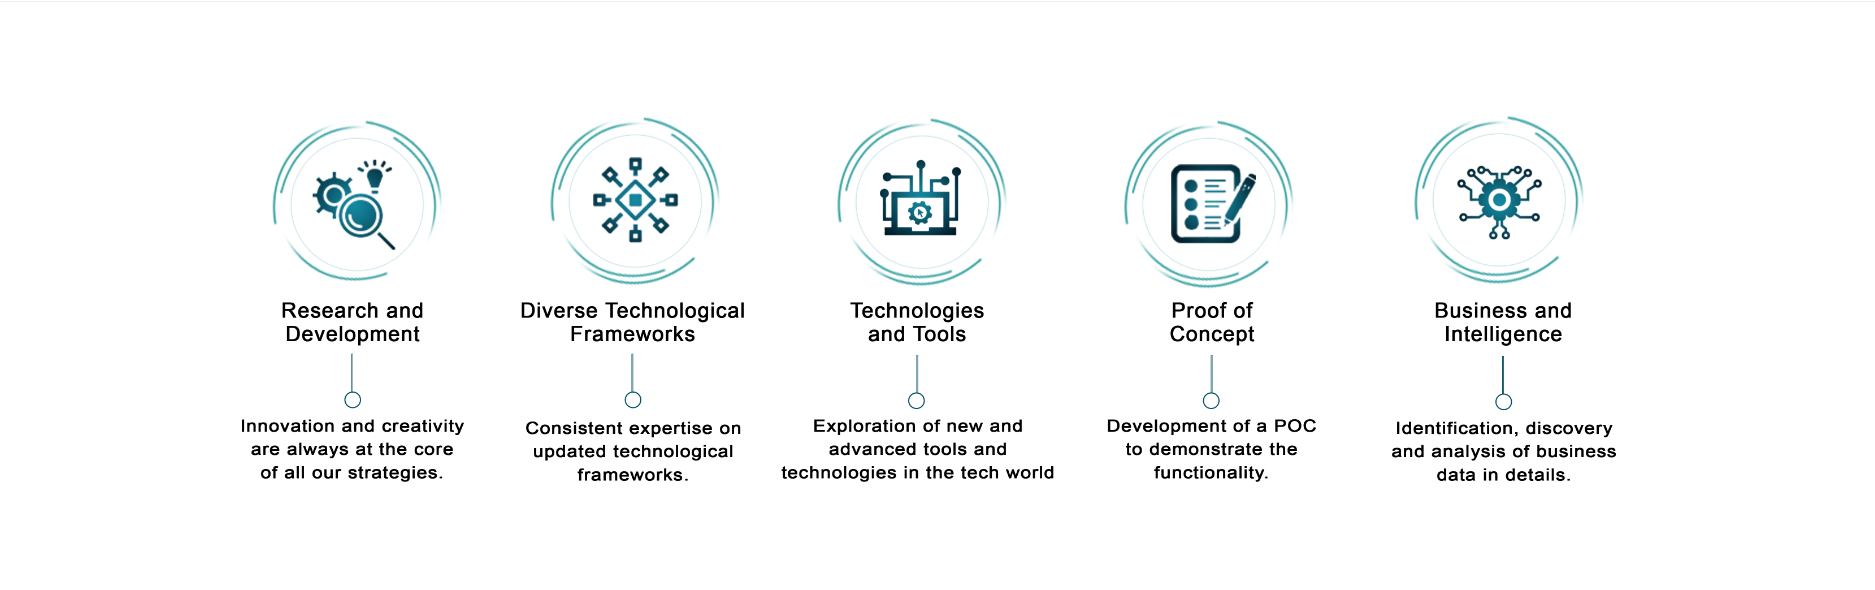 Research and
Development
Innovation and creativity
are always at the core
of all our strategies.
Diverse Technological
Frameworks
Consistent expertise on
updated technological
frameworks.
Technologies
and Tools
Exploration of new and
advanced tools and
technologies in the tech world
Proof of
Concept
Development of a POC
to demonstrate the
functionality.
Business and
Intelligence
Identification, discovery
and analysis of business
data in details.